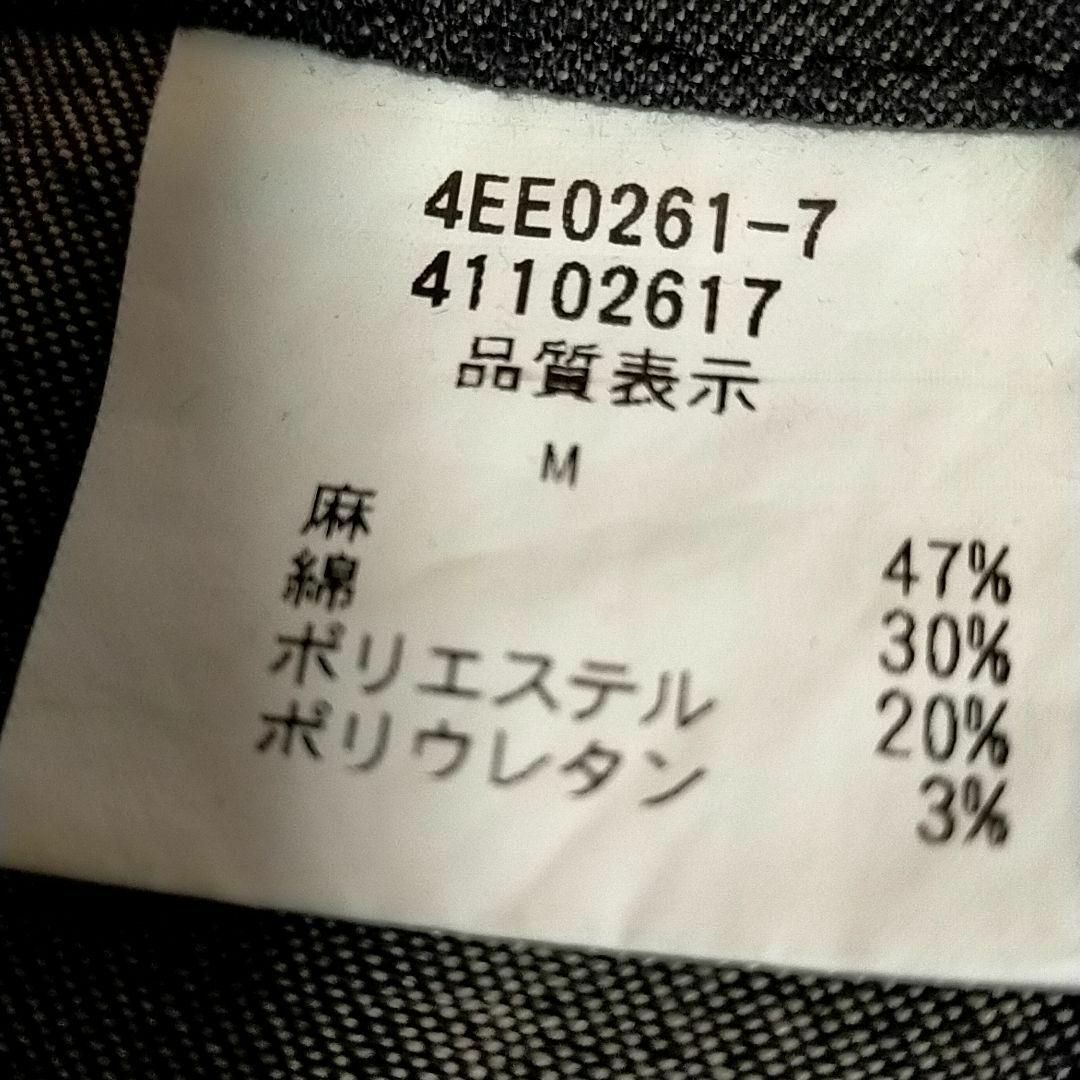 4EE0261-7
41102617
品質表示
M
麻 47%
綿 30%
ポリエステル 20%
ポリウレタン 3%